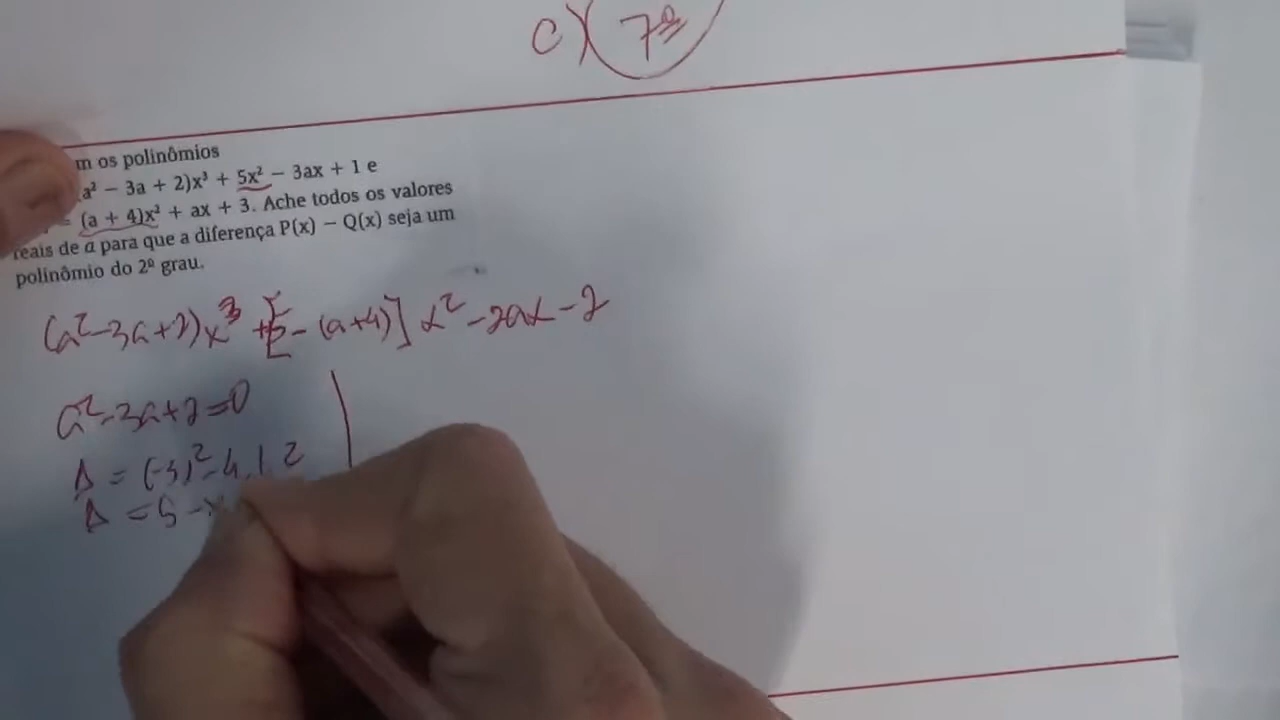 c) 7º
m os polinômios
a² − 3a + 2)x³ + 5x² − 3ax + 1 e
= (a + 4)x² + ax + 3. Ache todos os valores
reais de a para que a diferença P(x) − Q(x) seja um
polinômio do 2º grau.
(a²-3a+2)x³ + [5 - (a+4)] x² - 2ax - 2
a²-3a+2=0
Δ = (-3)² - 4.1.2
Δ =